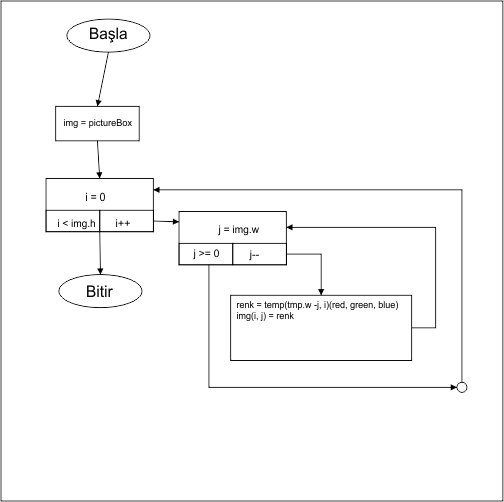 Başla
img = pictureBox
i = 0
i < img.h
i++
j = img.w
j >= 0
j--
Bitir
renk = temp(tmp.w -j, i)(red, green, blue)
img(i, j) = renk